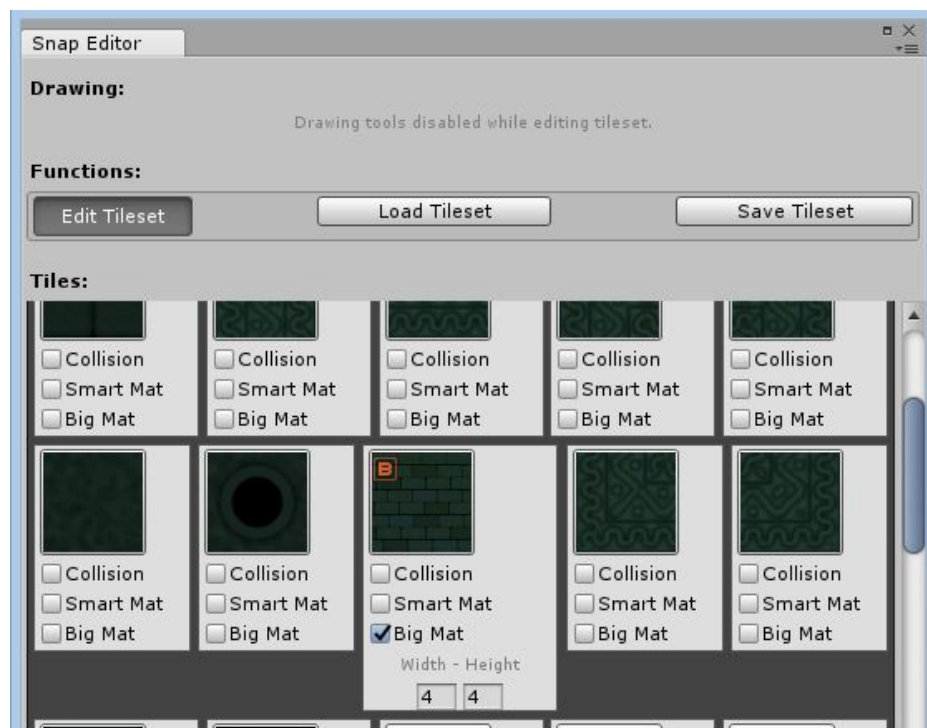 Snap Editor
Drawing:
Drawing tools disabled while editing tileset.
Functions:
Edit Tileset Load Tileset Save Tileset
Tiles:
Collision Collision Collision Collision Collision
Smart Mat Smart Mat Smart Mat Smart Mat Smart Mat
Big Mat Big Mat Big Mat Big Mat Big Mat
B
Collision Collision Collision Collision Collision
Smart Mat Smart Mat Smart Mat Smart Mat Smart Mat
Big Mat Big Mat Big Mat Big Mat Big Mat
Width - Height
4 4